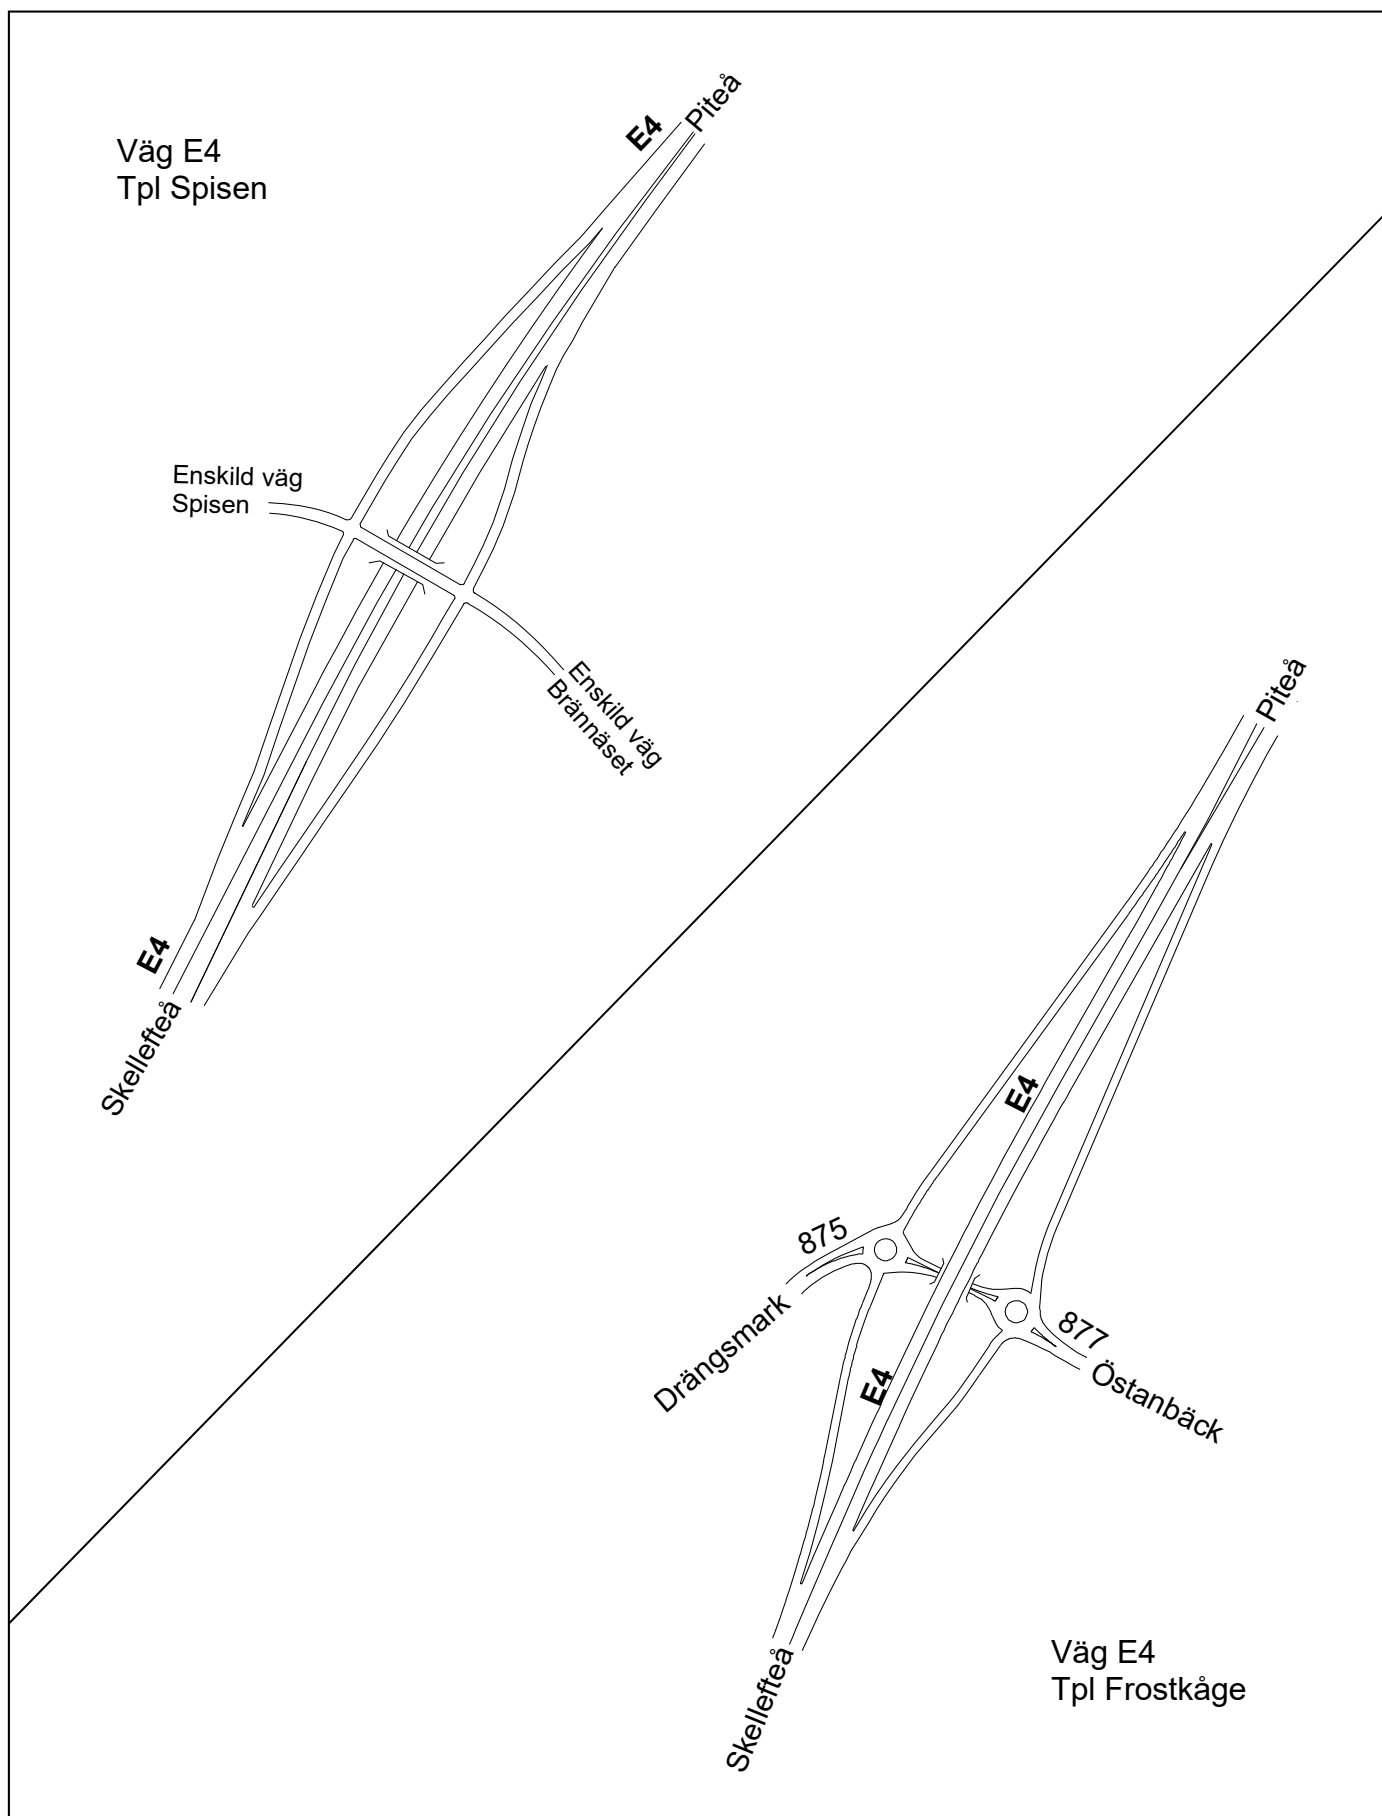 Väg E4
Tpl Spisen
E4
Piteå
Enskild väg
Spisen
Enskild väg
Brännäset
E4
Skellefteå
Piteå
E4
875
Drängsmark
877
Östanbäck
E4
Skellefteå
Väg E4
Tpl Frostkåge